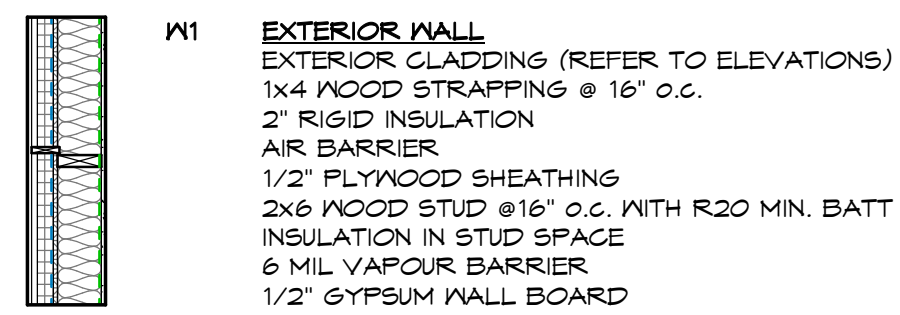 W1 EXTERIOR WALL
EXTERIOR CLADDING (REFER TO ELEVATIONS)
1x4 WOOD STRAPPING @ 16" O.C.
2" RIGID INSULATION
AIR BARRIER
1/2" PLYWOOD SHEATHING
2x6 WOOD STUD @16" O.C. WITH R20 MIN. BATT
INSULATION IN STUD SPACE
6 MIL VAPOUR BARRIER
1/2" GYPSUM WALL BOARD